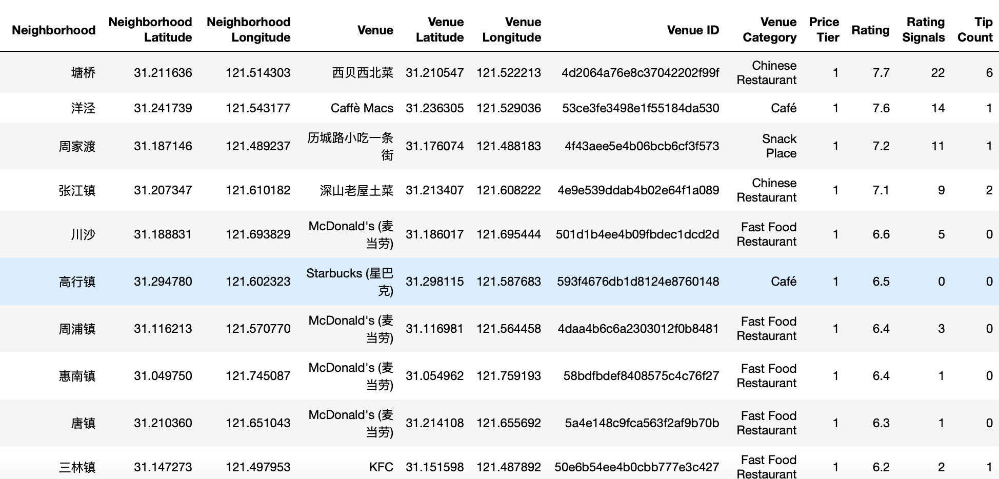 Neighborhood Neighborhood Latitude Neighborhood Longitude Venue Venue Latitude Venue Longitude Venue ID Venue Category Price Tier Rating Rating Signals Tip Count
塘桥 31.211636 121.514303 西贝西北菜 31.210547 121.522213 4d2064a76e8c37042202f99f Chinese Restaurant 1 7.7 22 6
洋泾 31.241739 121.543177 Caffè Macs 31.236305 121.529036 53ce3fe3498e1f55184da530 Café 1 7.6 14 1
周家渡 31.187146 121.489237 历城路小吃一条街 31.176074 121.488183 4f43aee5e4b06bcb6cf3f573 Snack Place 1 7.2 11 1
张江镇 31.207347 121.610182 深山老屋土菜 31.213407 121.608222 4e9e539ddab4b02e64f1a089 Chinese Restaurant 1 7.1 9 2
川沙 31.188831 121.693829 McDonald's (麦当劳) 31.186017 121.695444 501d1b4ee4b09fbdec1dcd2d Fast Food Restaurant 1 6.6 5 0
高行镇 31.294780 121.602323 Starbucks (星巴克) 31.298115 121.587683 593f4676db1d8124e8760148 Café 1 6.5 0 0
周浦镇 31.116213 121.570770 McDonald's (麦当劳) 31.116981 121.564458 4daa4b6c6a2303012f0b8481 Fast Food Restaurant 1 6.4 3 0
惠南镇 31.049750 121.745087 McDonald's (麦当劳) 31.054962 121.759193 58bdfbdef8408575c4c76f27 Fast Food Restaurant 1 6.4 1 0
唐镇 31.210360 121.651043 McDonald's (麦当劳) 31.214108 121.655692 5a4e148c9fca563f2af9b70b Fast Food Restaurant 1 6.3 1 0
三林镇 31.147273 121.497953 KFC 31.151598 121.487892 50e6b54ee4b0cbb777e3c427 Fast Food Restaurant 1 6.2 2 1